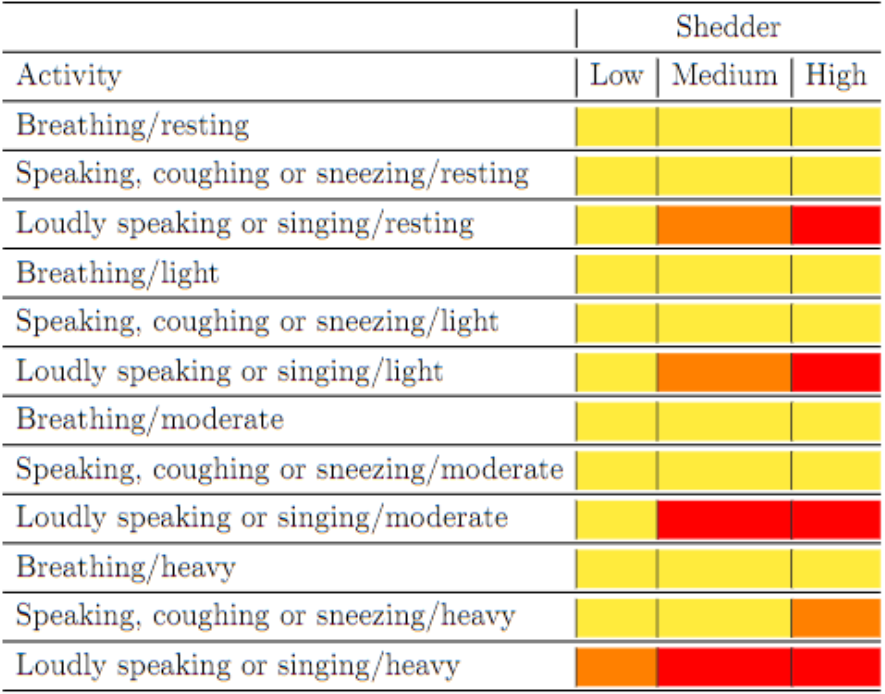 Shedder
Activity Low Medium High
Breathing/resting
Speaking, coughing or sneezing/resting
Loudly speaking or singing/resting
Breathing/light
Speaking, coughing or sneezing/light
Loudly speaking or singing/light
Breathing/moderate
Speaking, coughing or sneezing/moderate
Loudly speaking or singing/moderate
Breathing/heavy
Speaking, coughing or sneezing/heavy
Loudly speaking or singing/heavy